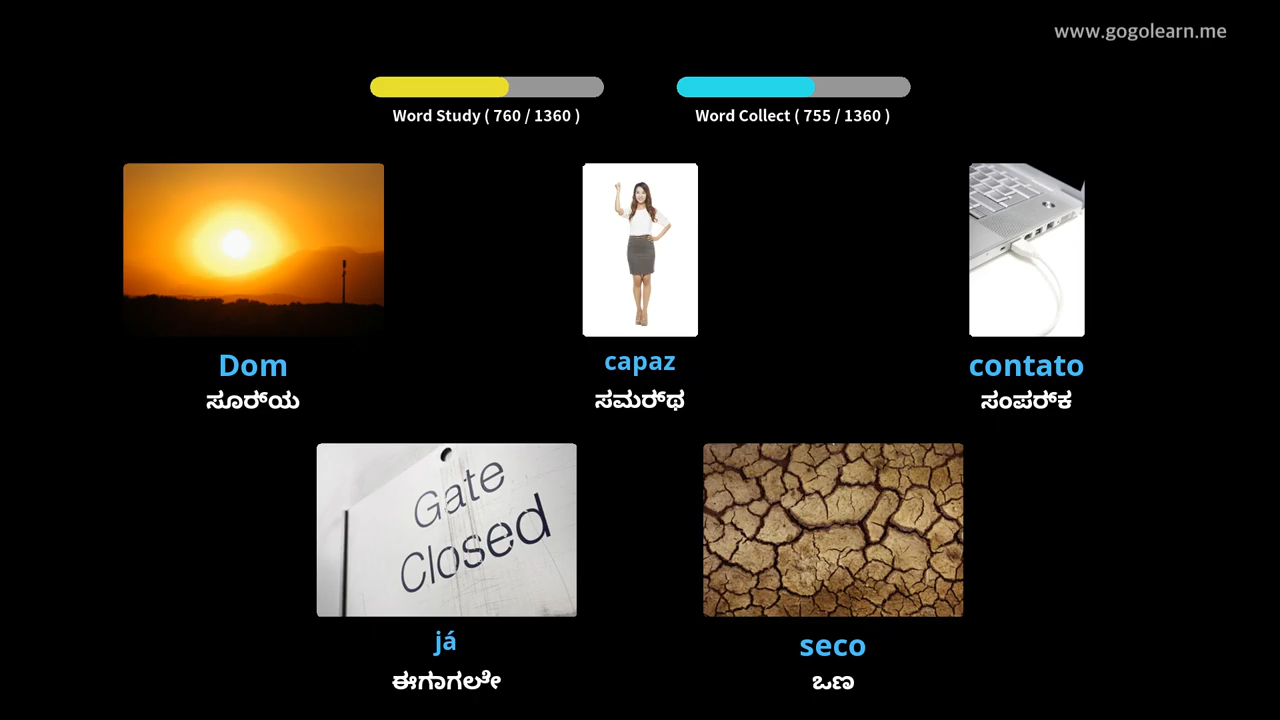 www.gogolearn.me
Word Study ( 760 / 1360 )
Word Collect ( 755 / 1360 )
Dom
ಸೂರ್ಯ
capaz
ಸಮರ್ಥ
contato
ಸಂಪರ್ಕ
Gate
Closed
já
ಈಗಾಗಲೇ
seco
ಒಣ